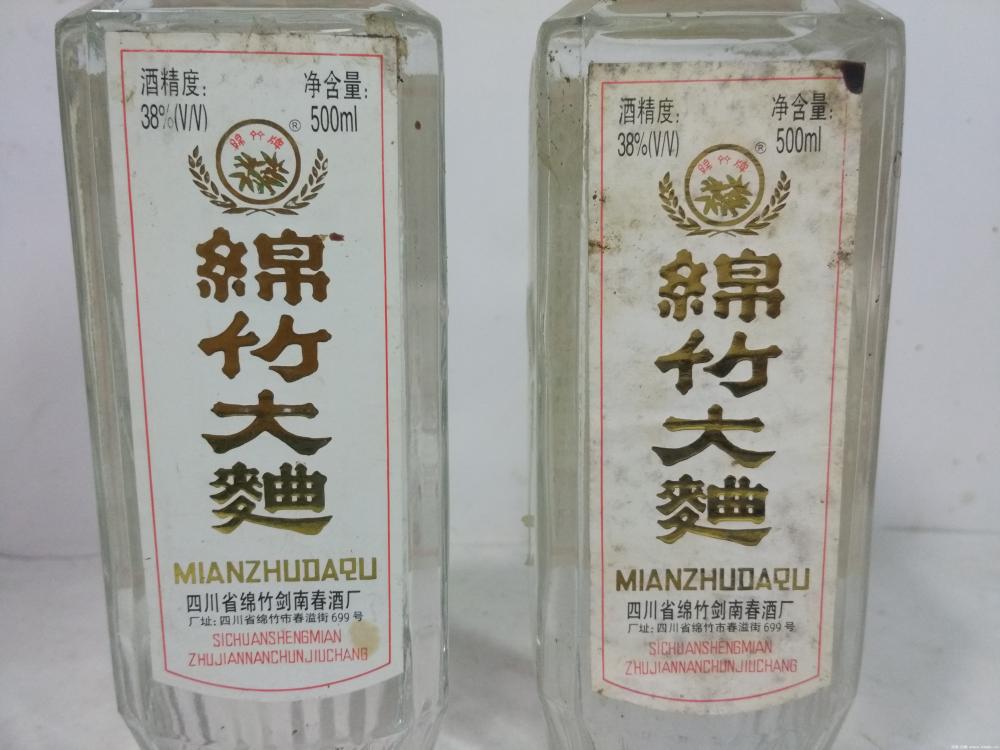 酒精度: 净含量:
38%(V/V) 500ml
绵竹牌
®
綿竹大麯
MIANZHUDAQU
四川省绵竹剑南春酒厂
厂址:四川省绵竹市春溢街699号
SICHUANSHENGMIAN
ZHUJIANNANCHUNJIUCHANG
酒精度: 净含量:
38%(V/V) 500ml
绵竹牌
®
綿竹大麯
MIANZHUDAQU
四川省绵竹剑南春酒厂
厂址:四川省绵竹市春溢街699号
SICHUANSHENGMIAN
ZHUJIANNANCHUNJIUCHANG